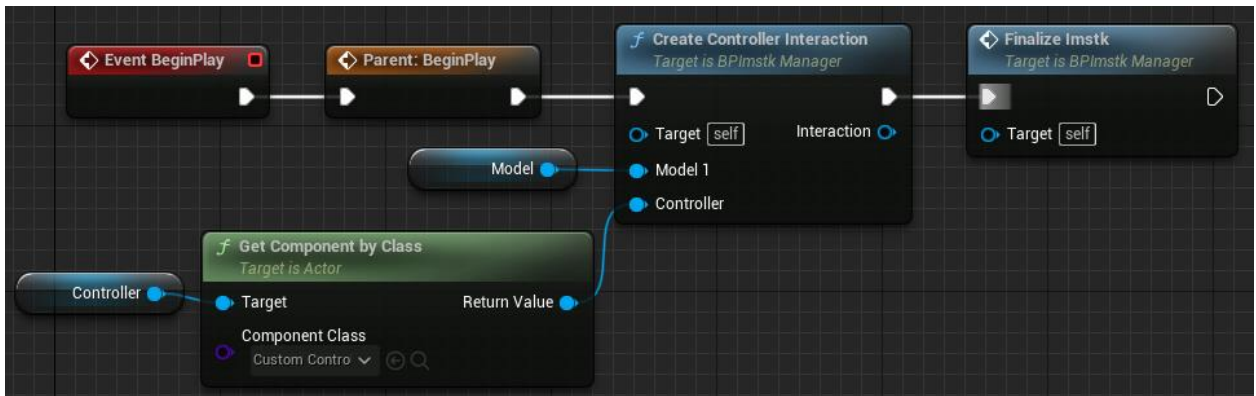 Event BeginPlay
Parent: BeginPlay
Create Controller Interaction
Target is BPImstk Manager
Target self
Interaction
Model 1
Controller
Finalize Imstk
Target is BPImstk Manager
Target self
Model
Get Component by Class
Target is Actor
Controller
Target
Return Value
Component Class
Custom Contro